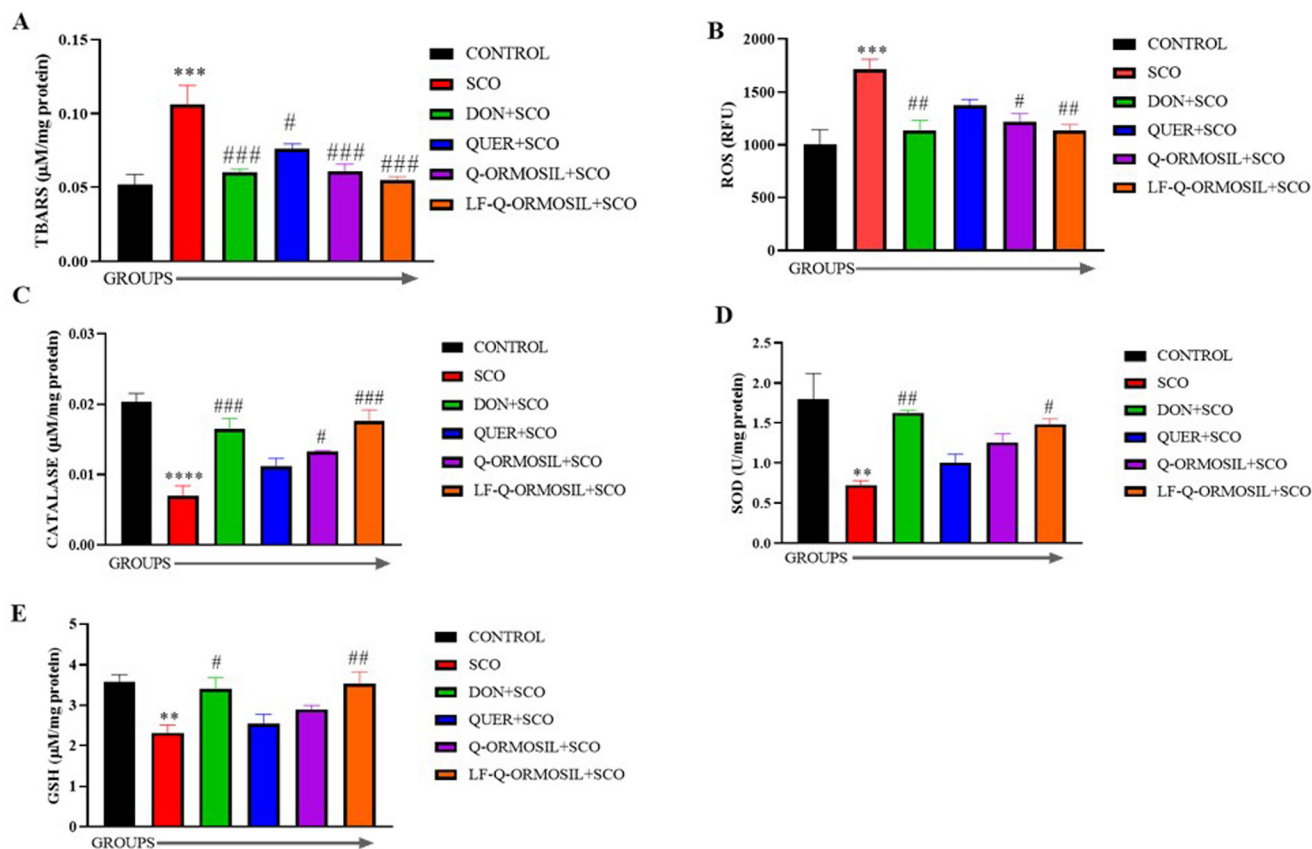 A
TBARS (µM/mg protein)
0.15
0.10
0.05
0.00
***
###
#
###
###
GROUPS
CONTROL
SCO
DON+SCO
QUER+SCO
Q-ORMOSIL+SCO
LF-Q-ORMOSIL+SCO
B
ROS (RFU)
2000
1500
1000
500
0
***
##
#
##
GROUPS
CONTROL
SCO
DON+SCO
QUER+SCO
Q-ORMOSIL+SCO
LF-Q-ORMOSIL+SCO
C
CATALASE (µM/mg protein)
0.03
0.02
0.01
0.00
****
###
#
###
GROUPS
CONTROL
SCO
DON+SCO
QUER+SCO
Q-ORMOSIL+SCO
LF-Q-ORMOSIL+SCO
D
SOD (U/mg protein)
2.5
2.0
1.5
1.0
0.5
0.0
**
##
#
GROUPS
CONTROL
SCO
DON+SCO
QUER+SCO
Q-ORMOSIL+SCO
LF-Q-ORMOSIL+SCO
E
GSH (µM/mg protein)
5
4
3
2
1
0
**
#
##
GROUPS
CONTROL
SCO
DON+SCO
QUER+SCO
Q-ORMOSIL+SCO
LF-Q-ORMOSIL+SCO